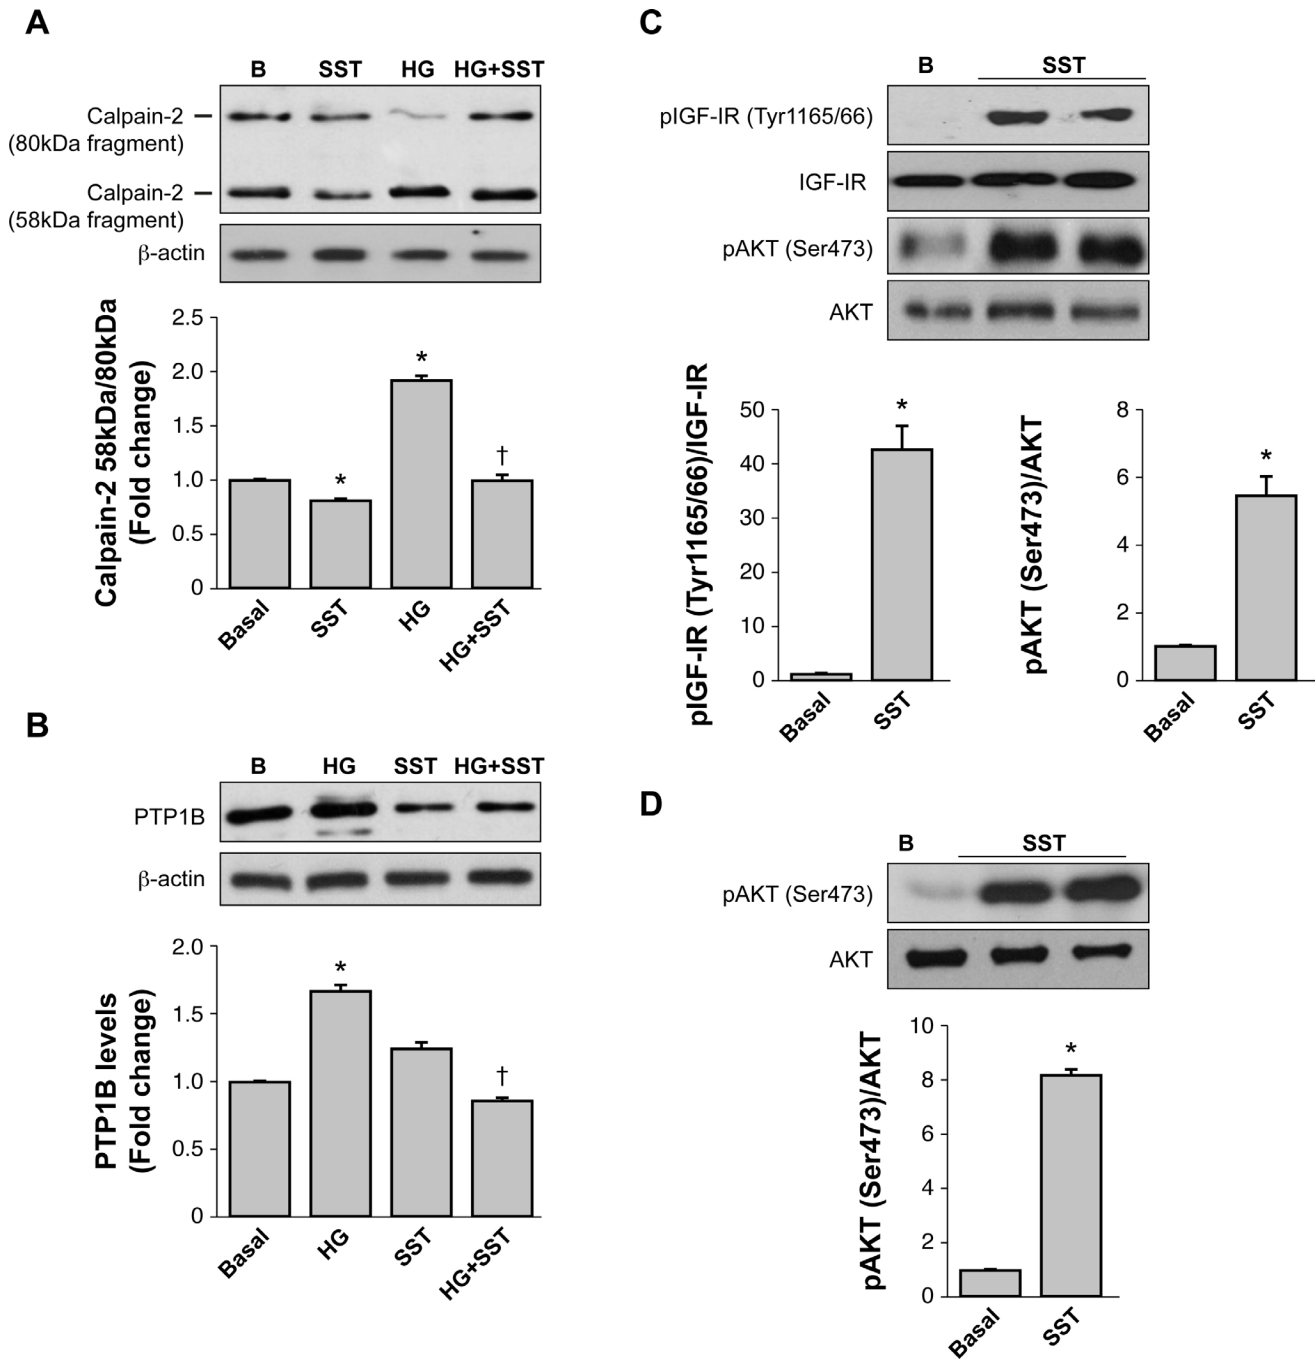 A
B SST HG HG+SST
Calpain-2
(80kDa fragment)
Calpain-2
(58kDa fragment)
β-actin
Calpain-2 58kDa/80kDa
(Fold change)
2.5
2.0
1.5
1.0
0.5
0
*
*
†
Basal
SST
HG
HG+SST
B
B HG SST HG+SST
PTP1B
β-actin
PTP1B levels
(Fold change)
2.0
1.5
1.0
0.5
0
*
†
Basal
HG
SST
HG+SST
C
B SST
pIGF-IR (Tyr1165/66)
IGF-IR
pAKT (Ser473)
AKT
pIGF-IR (Tyr1165/66)/IGF-IR
50
40
30
20
10
0
*
Basal
SST
pAKT (Ser473)/AKT
8
6
4
2
0
*
Basal
SST
D
B SST
pAKT (Ser473)
AKT
pAKT (Ser473)/AKT
10
8
6
4
2
0
*
Basal
SST